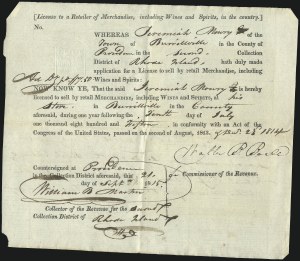 [License to a Retailer of Merchandise, including Wines and Spirits, in the country.]
No.
WHEREAS Jeremiah Mowry
Town of Burrillville in the County
of in the second Collection
District of Rhode Island, hath duly made
application for a License to sell by retail Merchandise, including
Wines and Spirits:
NOW KNOW YE, That the said Jeremiah Mowry is hereby
licensed to sell by retail Merchandise, including Wines and Spirits, at his
Store in Burrillville in the County
aforesaid, during one year following the Tenth day of July
one thousand eight hundred and fifteen, in conformity with an Act of the
Congress of the United States, passed on the second of August, 1813, &
Commissioner of the Revenue.
Countersigned at Providence
in the Collection District aforesaid, this 21.
day of Sept. 1815.
William B. Martin
Collector of the Revenue for the Second
Collection District of Rhode Island